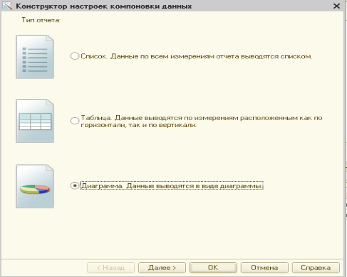 Конструктор настроек компоновки данных
Тип отчета:
Список. Данные по всем измерениям отчета выводятся списком.
Таблица. Данные выводятся по измерениям расположенным как по
горизонтали, так и по вертикали.
Диаграмма. Данные выводятся в виде диаграммы.
< Назад
Далее >
OK
Отмена
Справка